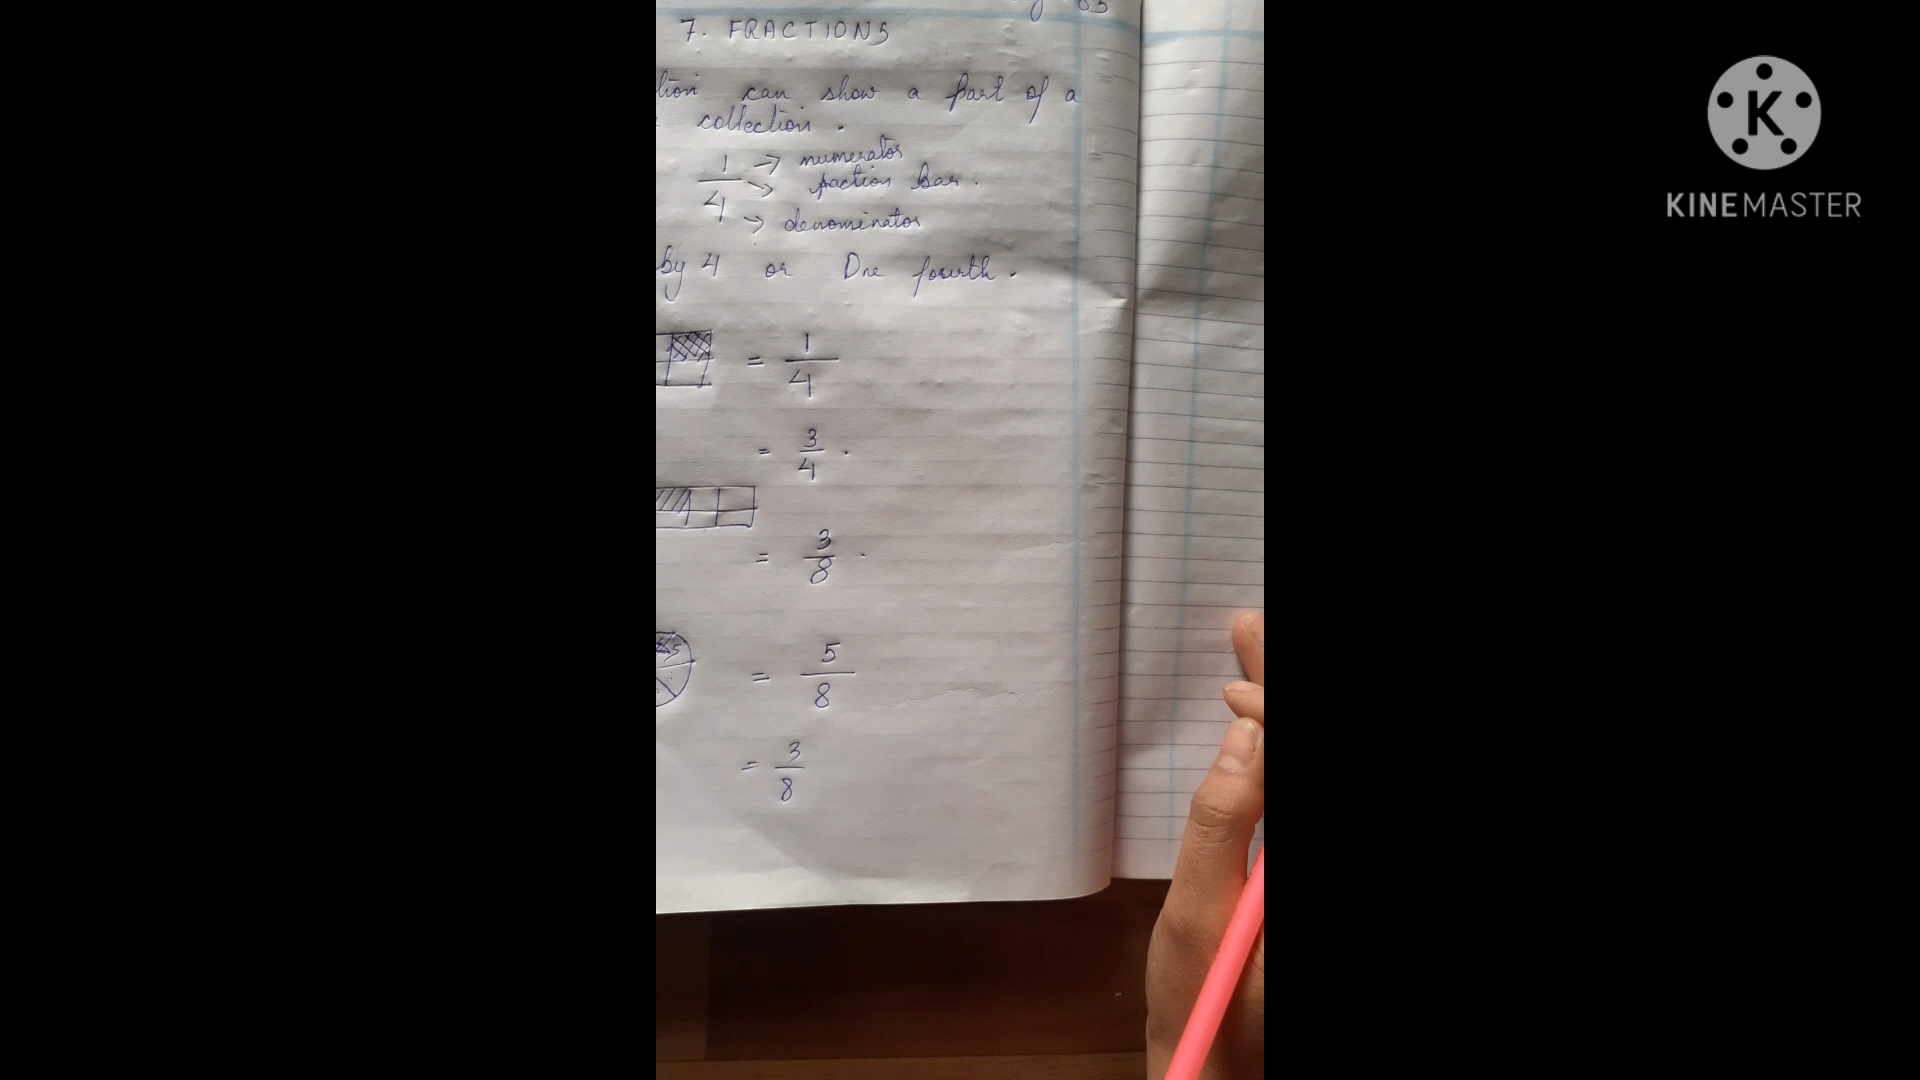 7. FRACTIONS
tion can show a part of a
collection.
1 → numerator
→ fraction Bar.
4
→ denominator
by 4 or One fourth.
= 1/4
= 3/4.
= 3/8.
= 5/8
= 3/8
K
KINEMASTER